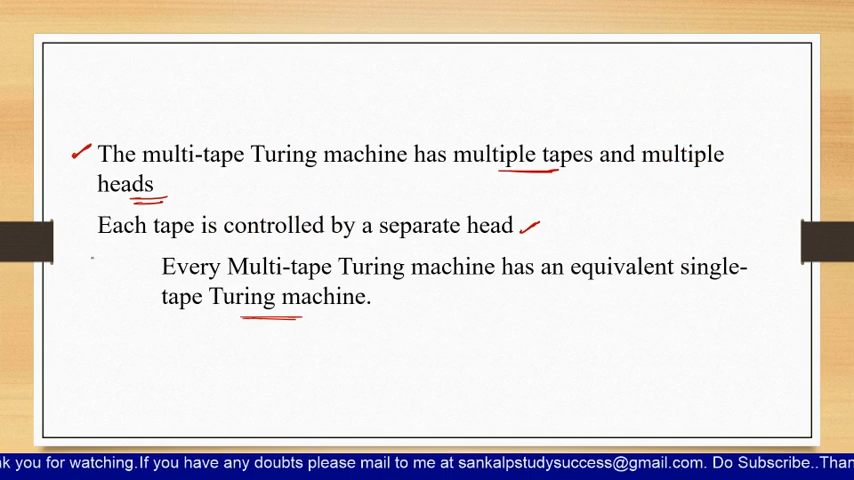 The multi-tape Turing machine has multiple tapes and multiple
heads
Each tape is controlled by a separate head
Every Multi-tape Turing machine has an equivalent single-
tape Turing machine.
k you for watching.If you have any doubts please mail to me at sankalpstudysuccess@gmail.com. Do Subscribe..Than